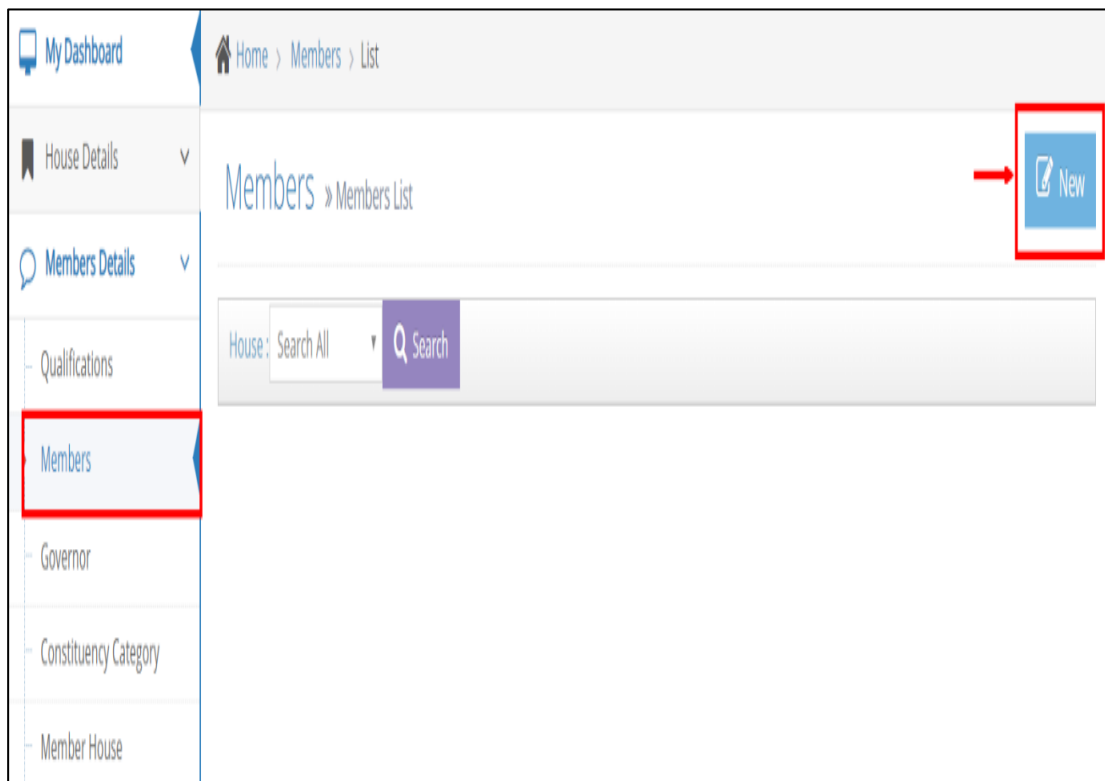 My Dashboard
Home > Members > List
House Details
Members » Members List
New
Members Details
House : Search All Search
Qualifications
Members
Governor
Constituency Category
Member House